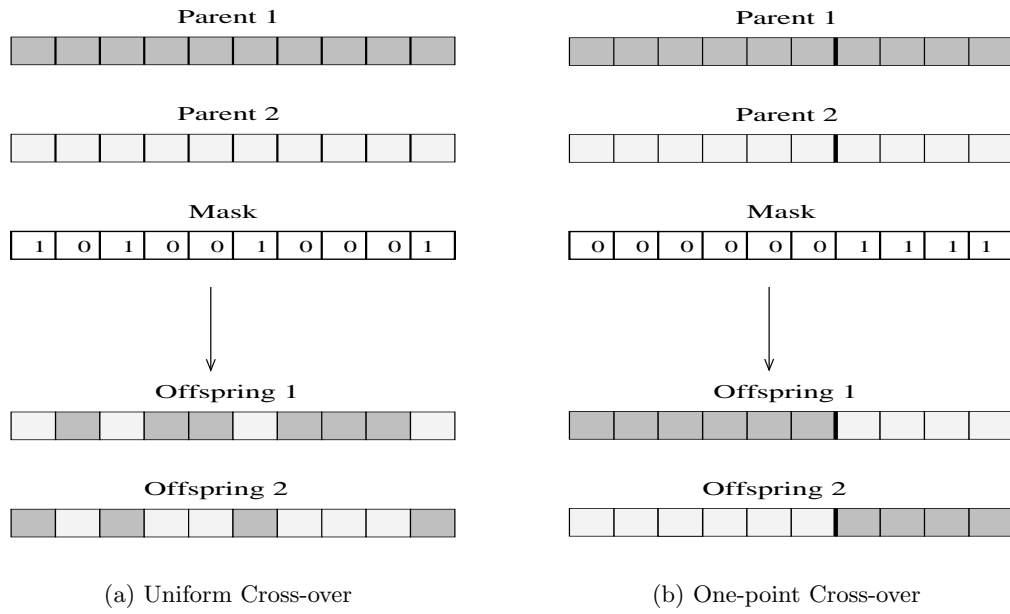 Parent 1
Parent 2
Mask
1 0 1 0 0 1 0 0 0 1
Offspring 1
Offspring 2
(a) Uniform Cross-over
Parent 1
Parent 2
Mask
0 0 0 0 0 0 1 1 1 1
Offspring 1
Offspring 2
(b) One-point Cross-over